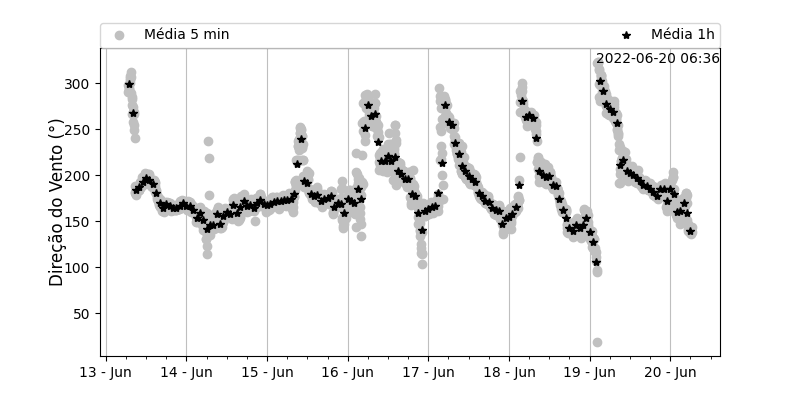 Média 5 min
Média 1h
2022-06-20 06:36
Direção do Vento (°)
300
250
200
150
100
50
13 - Jun
14 - Jun
15 - Jun
16 - Jun
17 - Jun
18 - Jun
19 - Jun
20 - Jun